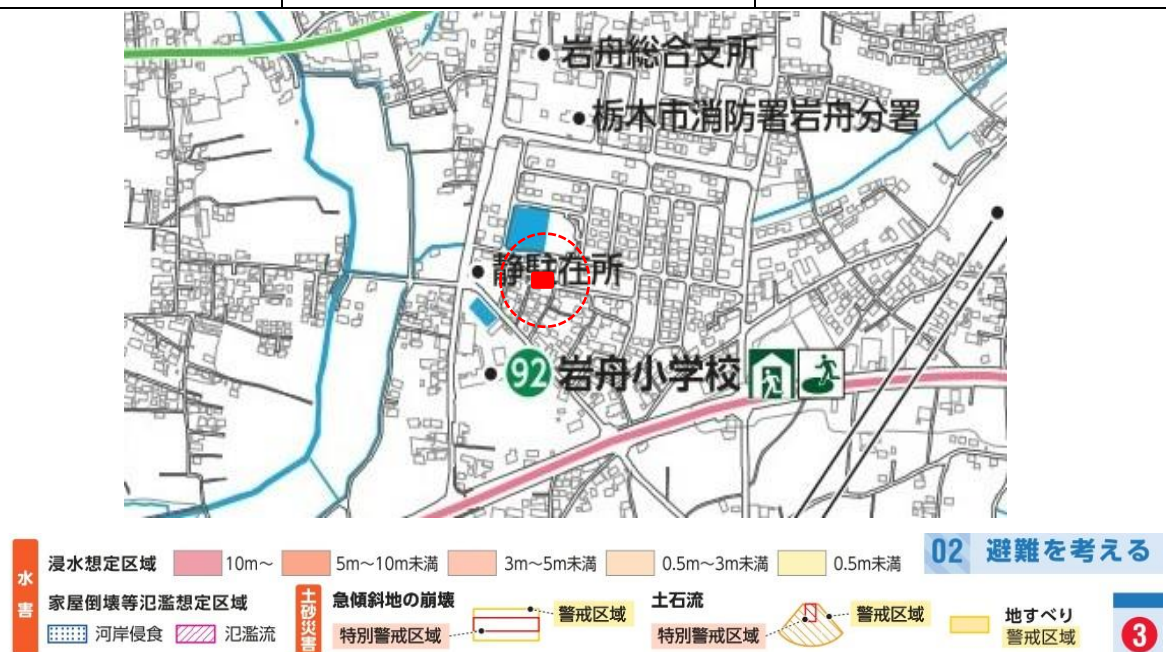 岩舟総合支所
栃木市消防署岩舟分署
静駐在所
92 岩舟小学校
水害
浸水想定区域 10m～ 5m～10m未満 3m～5m未満 0.5m～3m未満 0.5m未満
02 避難を考える
家屋倒壊等氾濫想定区域
河岸侵食 氾濫流
土砂災害
急傾斜地の崩壊
警戒区域
特別警戒区域
土石流
警戒区域
特別警戒区域
地すべり
警戒区域
3